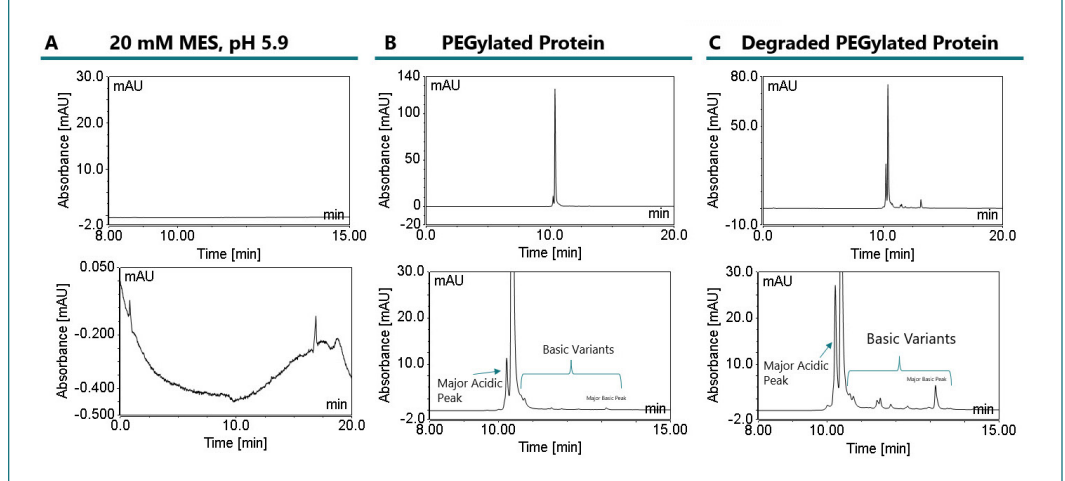 A 20 mM MES, pH 5.9
30.0
mAU
20.0
10.0
-2.0
min
8.00 10.00 15.00
Absorbance [mAU]
Time [min]
0.050
mAU
-0.200
-0.400
-0.500
min
0.0 10.0 20.0
Absorbance [mAU]
Time [min]
B PEGylated Protein
140
mAU
100
50
0
-20
min
0.0 10.0 20.0
Absorbance [mAU]
Time [min]
30.0
mAU
20.0
10.0
-2.0
Basic Variants
Major Acidic
Peak
Major Basic Peak
min
8.00 10.00 15.00
Absorbance [mAU]
Time [min]
C Degraded PEGylated Protein
80.0
mAU
50.0
-10.0
min
0.0 10.0 20.0
Absorbance [mAU]
Time [min]
30.0
mAU
20.0
10.0
-2.0
Basic Variants
Major Acidic
Peak
Major Basic Peak
min
8.00 10.00 15.00
Absorbance [mAU]
Time [min]